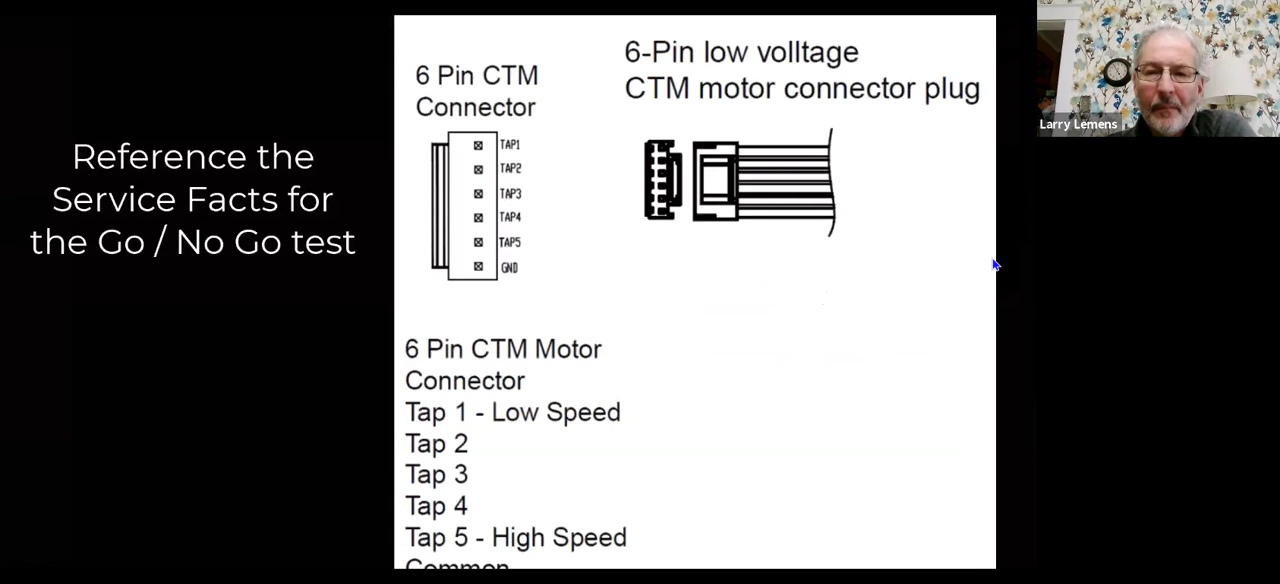 Reference the
Service Facts for
the Go / No Go test
6 Pin CTM
Connector
TAP1
TAP2
TAP3
TAP4
TAP5
GND
6-Pin low volltage
CTM motor connector plug
6 Pin CTM Motor
Connector
Tap 1 - Low Speed
Tap 2
Tap 3
Tap 4
Tap 5 - High Speed
Common
Larry Lemens